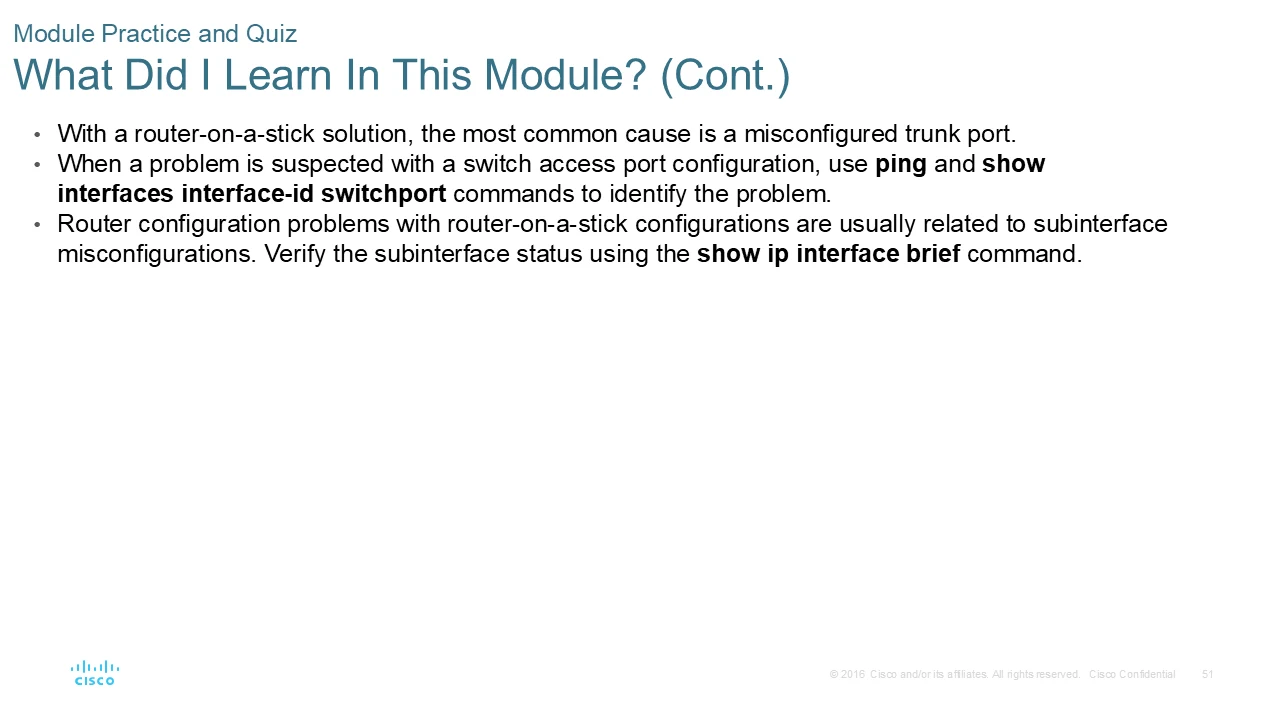 Module Practice and Quiz
What Did I Learn In This Module? (Cont.)
• With a router-on-a-stick solution, the most common cause is a misconfigured trunk port.
• When a problem is suspected with a switch access port configuration, use ping and show
interfaces interface-id switchport commands to identify the problem.
• Router configuration problems with router-on-a-stick configurations are usually related to subinterface
misconfigurations. Verify the subinterface status using the show ip interface brief command.
CISCO
© 2016 Cisco and/or its affiliates. All rights reserved. Cisco Confidential 51